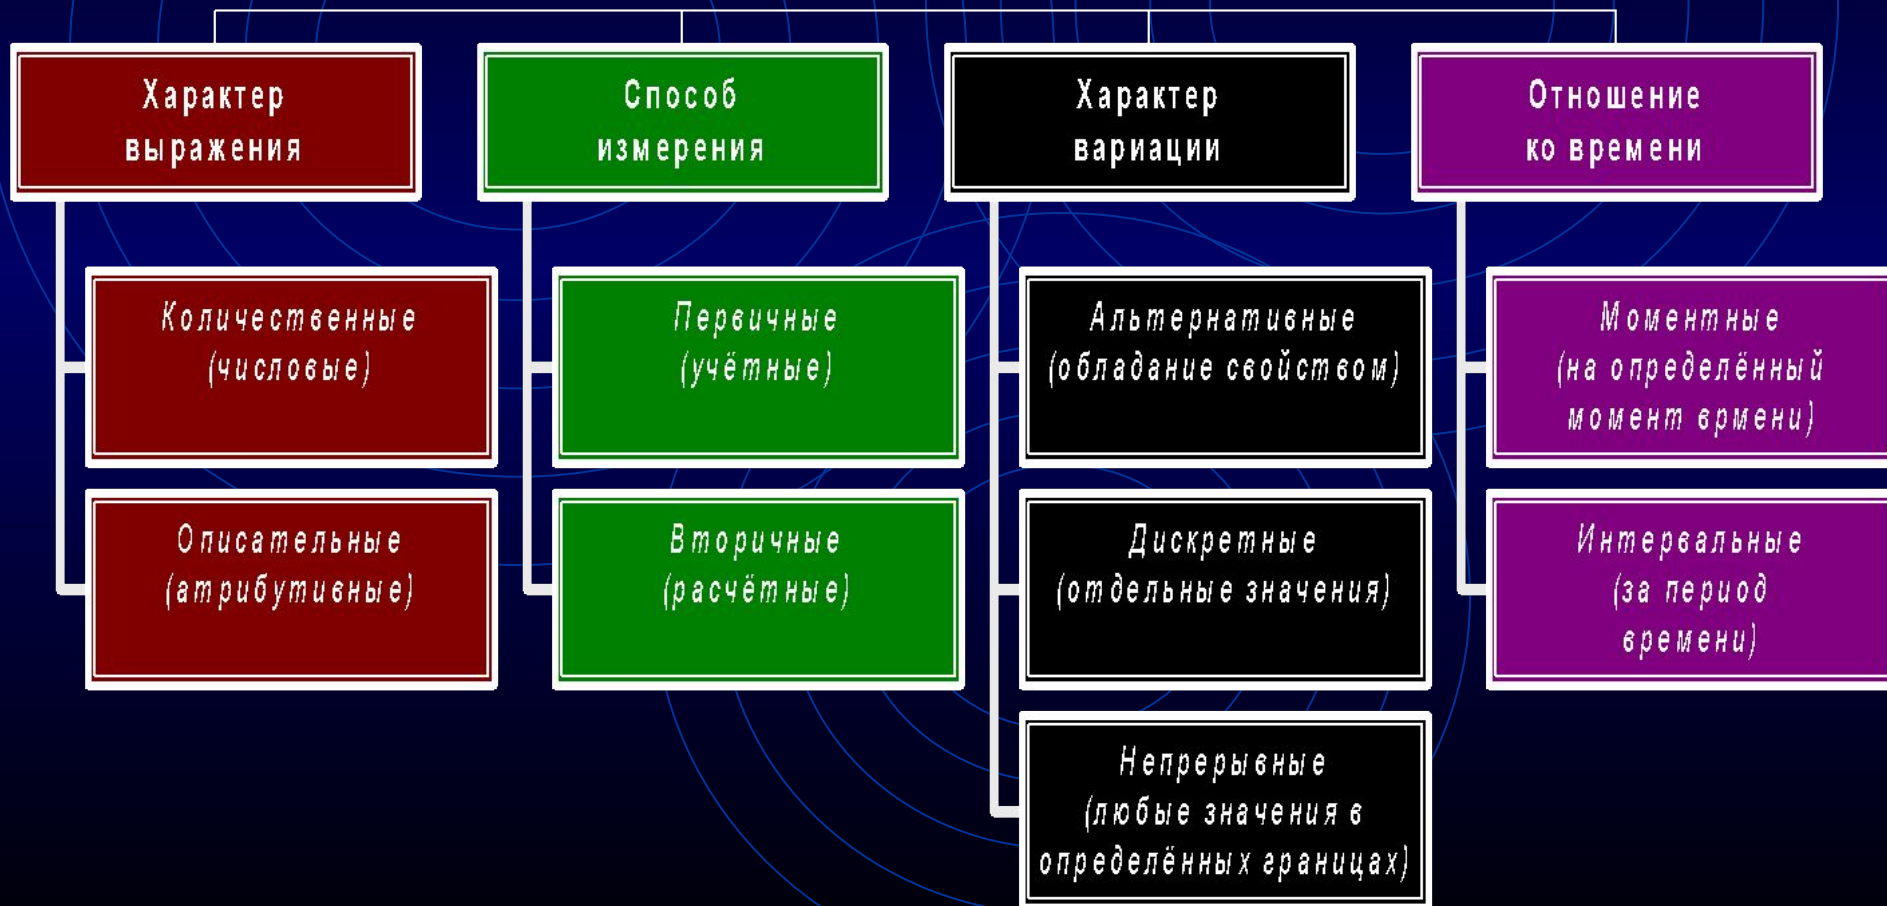 Характер
выражения
Способ
измерения
Характер
вариации
Отношение
ко времени
Количественные
(числовые)
Первичные
(учётные)
Альтернативные
(обладание свойством)
Моментные
(на определённый
момент врмени)
Описательные
(атрибутивные)
Вторичные
(расчётные)
Дискретные
(отдельные значения)
Интервальные
(за период
времени)
Непрерывные
(любые значения в
определённых границах)